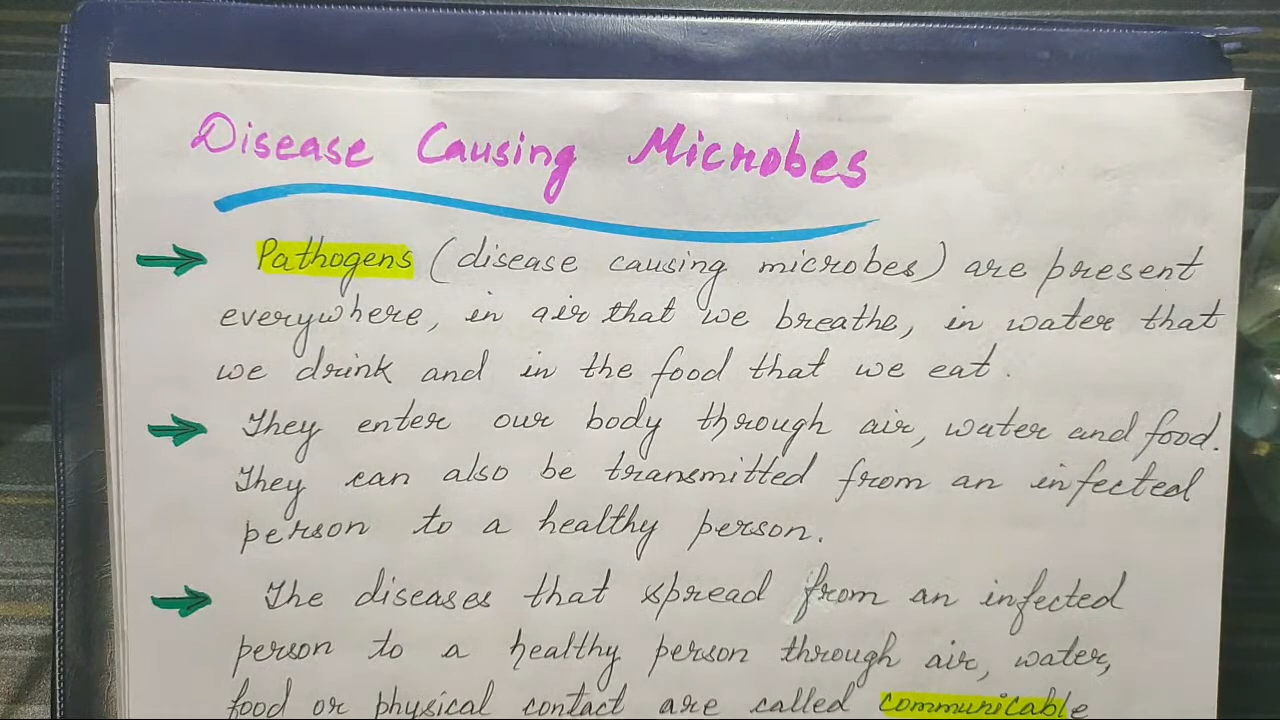 Disease Causing Microbes
Pathogens (disease causing microbes) are present
everywhere, in air that we breathe, in water that
we drink and in the food that we eat.
They enter our body through air, water and food.
They can also be transmitted from an infected
person to a healthy person.
The diseases that spread from an infected
person to a healthy person through air, water,
food or physical contact are called communicable